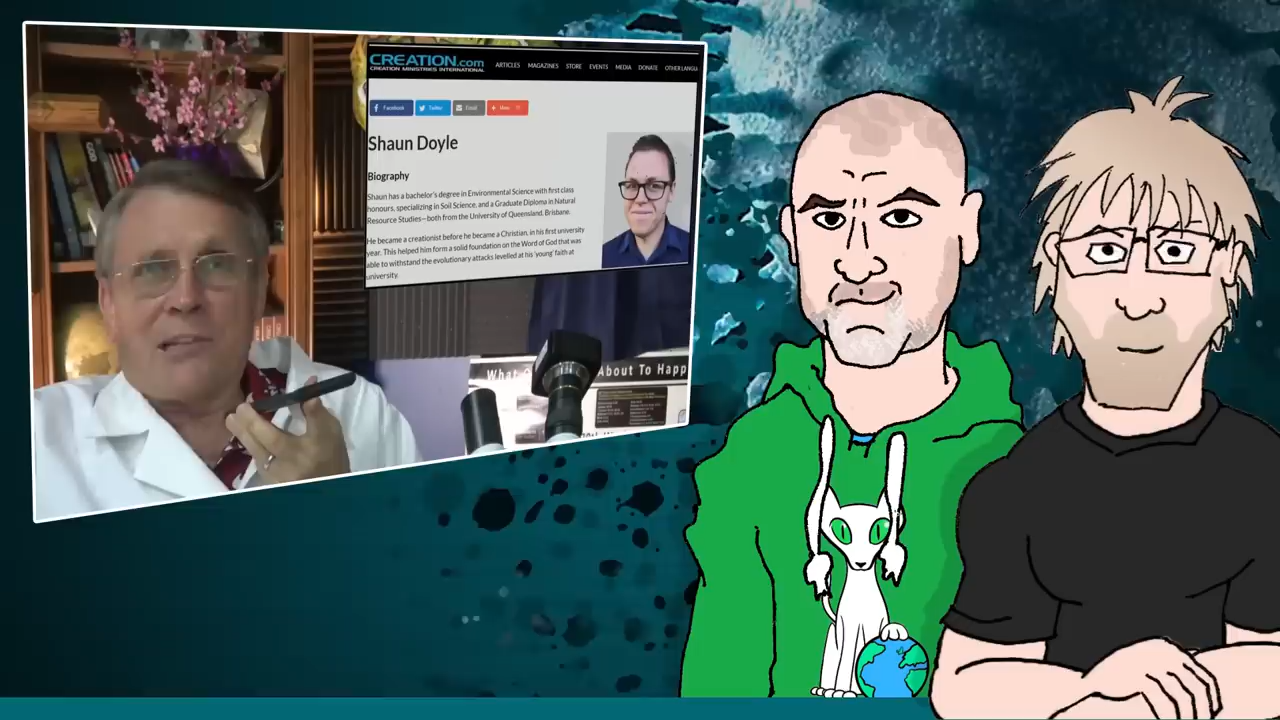 CREATION.com
CREATION MINISTRIES INTERNATIONAL
ARTICLES MAGAZINES STORE EVENTS MEDIA DONATE OTHER LANGU
Facebook Twitter Email More
Shaun Doyle
Biography
Shaun has a bachelor's degree in Environmental Science with first class
honours, specializing in Soil Science, and a Graduate Diploma in Natural
Resource Studies—both from the University of Queensland, Brisbane.
He became a creationist before he became a Christian, in his first university
year. This helped him form a solid foundation on the Word of God that was
able to withstand the evolutionary attacks levelled at his 'young' faith at
university.
What
About To Happ